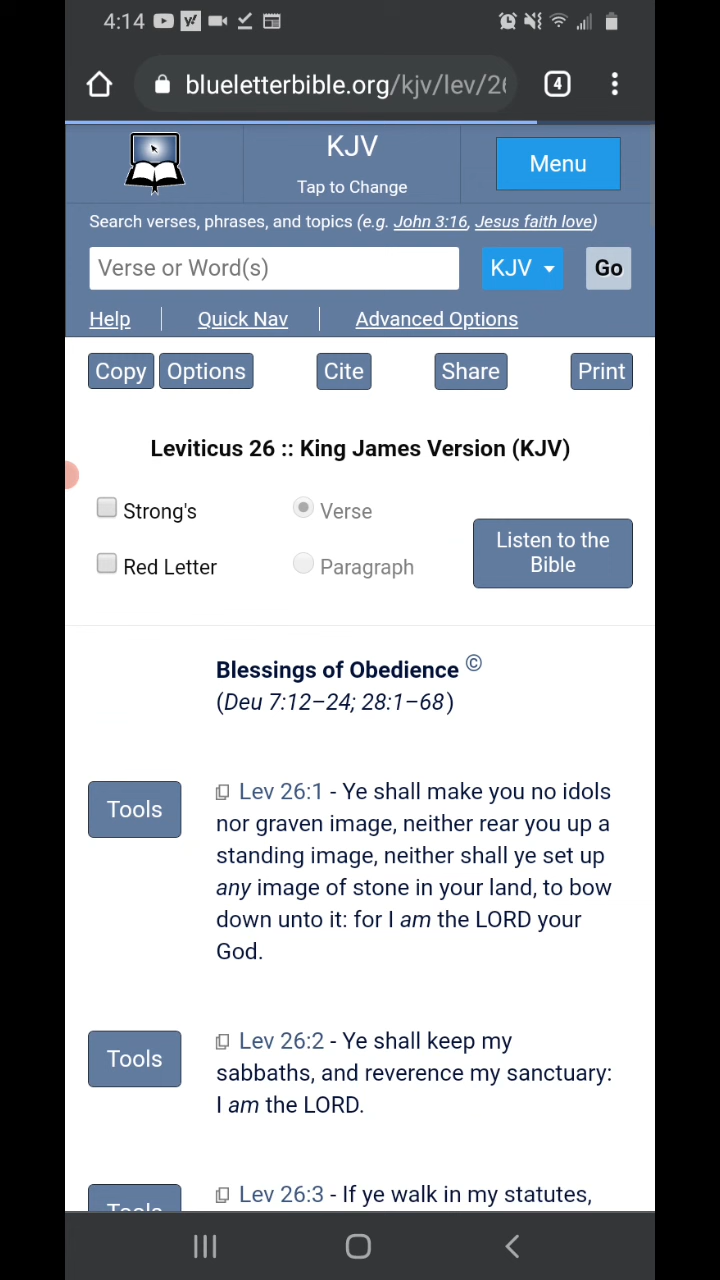 4:14
blueletterbible.org/kjv/lev/26
4
KJV
Tap to Change
Menu
Search verses, phrases, and topics (e.g. John 3:16, Jesus faith love)
Verse or Word(s)
KJV
Go
Help
Quick Nav
Advanced Options
Copy
Options
Cite
Share
Print
Leviticus 26 :: King James Version (KJV)
Strong's
Verse
Red Letter
Paragraph
Listen to the
Bible
Blessings of Obedience ©
(Deu 7:12–24; 28:1–68)
Tools
Lev 26:1 - Ye shall make you no idols
nor graven image, neither rear you up a
standing image, neither shall ye set up
any image of stone in your land, to bow
down unto it: for I am the LORD your
God.
Tools
Lev 26:2 - Ye shall keep my
sabbaths, and reverence my sanctuary:
I am the LORD.
Tools
Lev 26:3 - If ye walk in my statutes,